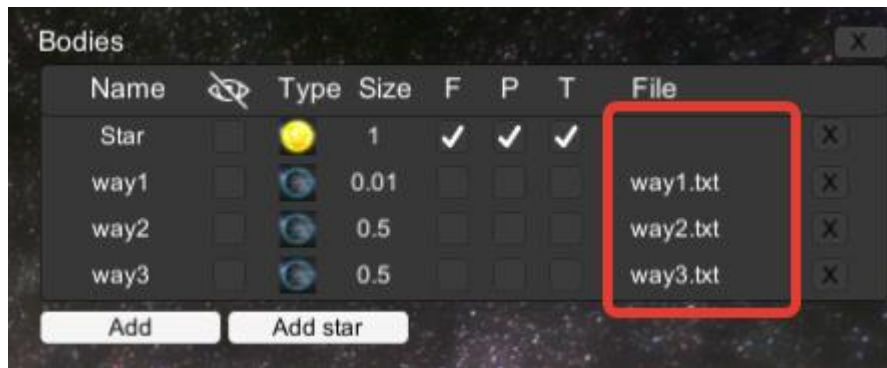 Bodies X
Name Type Size F P T File
Star 1 X
way1 0.01 way1.txt X
way2 0.5 way2.txt X
way3 0.5 way3.txt X
Add Add star